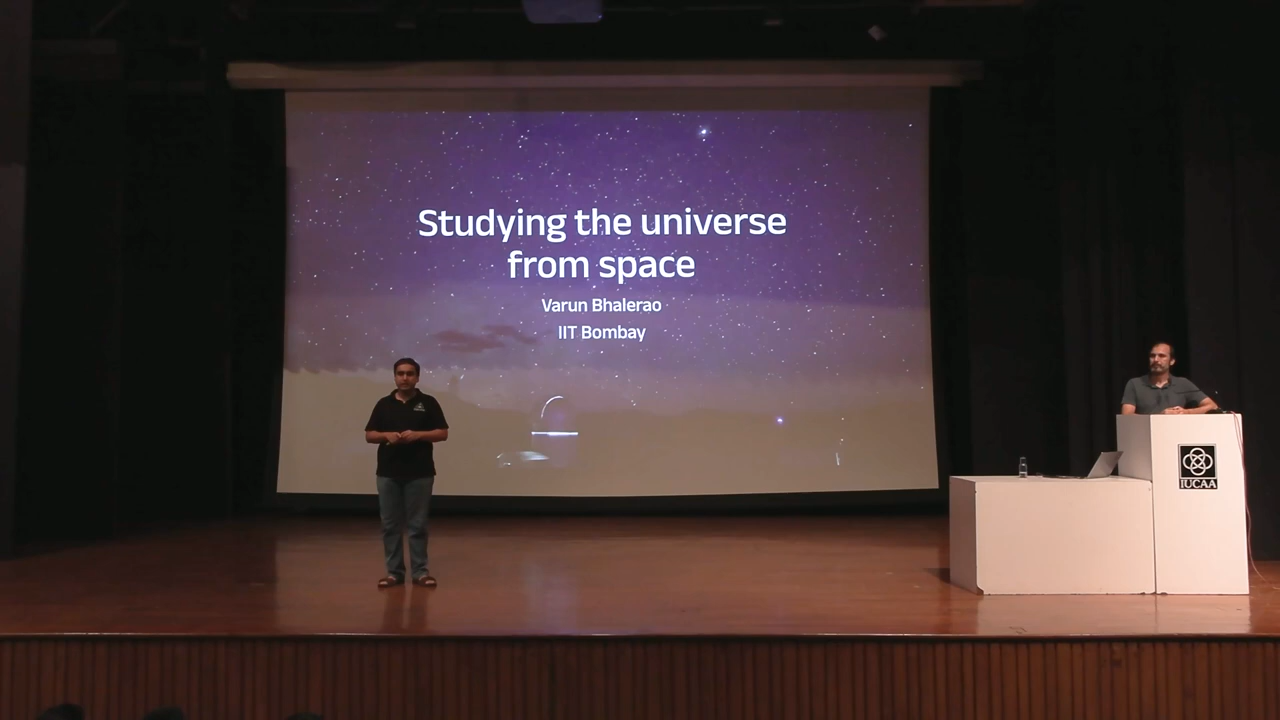 Studying the universe
from space
Varun Bhalerao
IIT Bombay
IUCAA